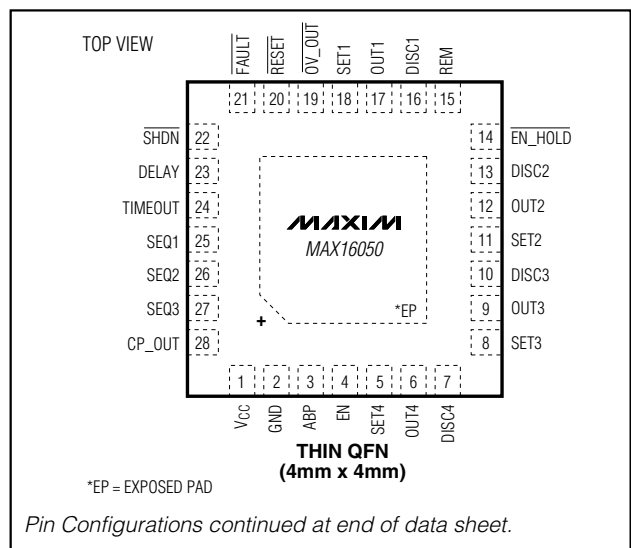 TOP VIEW
FAULT
RESET
OV_OUT
SET1
OUT1
DISC1
REM
21 20 19 18 17 16 15
SHDN 22
DELAY 23
TIMEOUT 24
SEQ1 25
SEQ2 26
SEQ3 27
CP_OUT 28
14 EN_HOLD
13 DISC2
12 OUT2
11 SET2
10 DISC3
9 OUT3
8 SET3
MAXIM
MAX16050
*EP
+
1 2 3 4 5 6 7
VCC
GND
ABP
EN
SET4
OUT4
DISC4
THIN QFN
(4mm x 4mm)
*EP = EXPOSED PAD
Pin Configurations continued at end of data sheet.